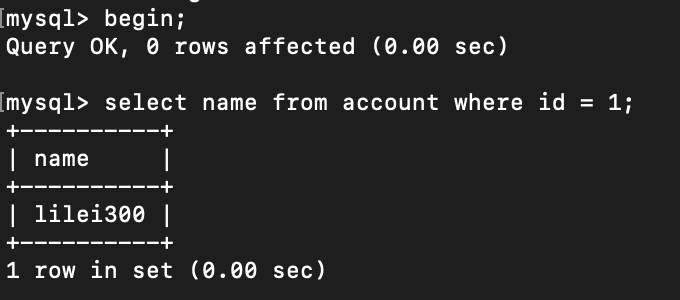 mysql> begin;
Query OK, 0 rows affected (0.00 sec)
mysql> select name from account where id = 1;
+----------+
| name     |
+----------+
| lilei300 |
+----------+
1 row in set (0.00 sec)